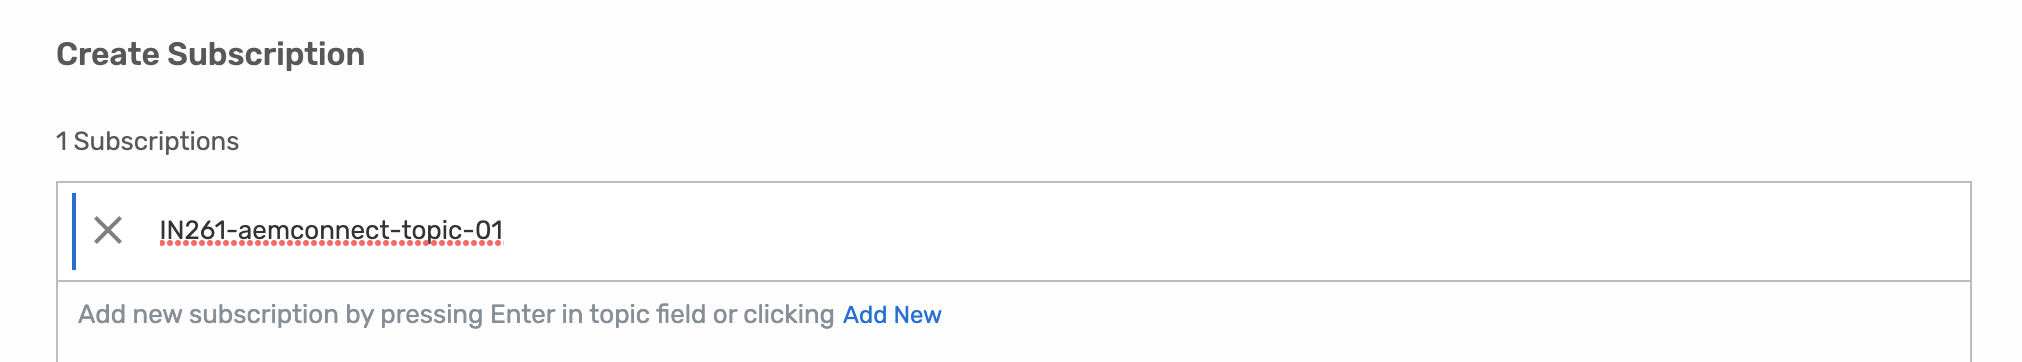 Create Subscription
1 Subscriptions
IN261-aemconnect-topic-01
Add new subscription by pressing Enter in topic field or clicking Add New